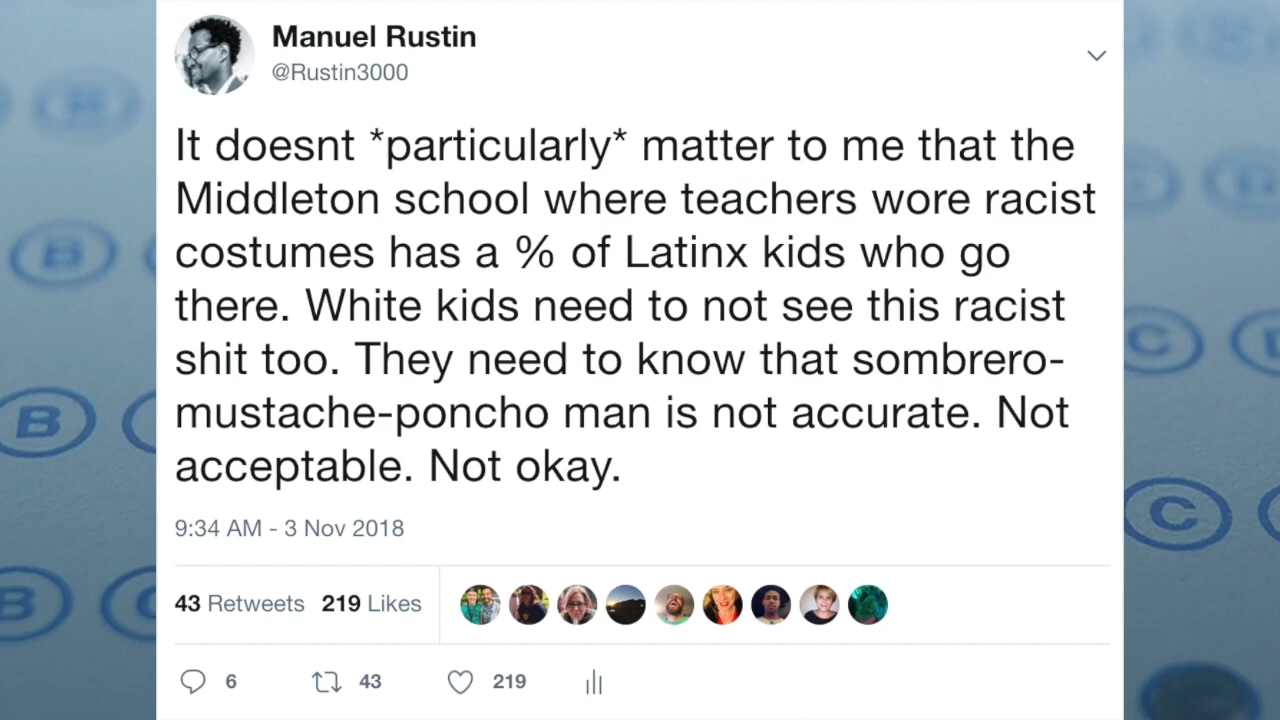 Manuel Rustin
@Rustin3000
It doesnt *particularly* matter to me that the
Middleton school where teachers wore racist
costumes has a % of Latinx kids who go
there. White kids need to not see this racist
shit too. They need to know that sombrero-
mustache-poncho man is not accurate. Not
acceptable. Not okay.
9:34 AM - 3 Nov 2018
43 Retweets 219 Likes
6 43 219
B
B
B
C
C
C